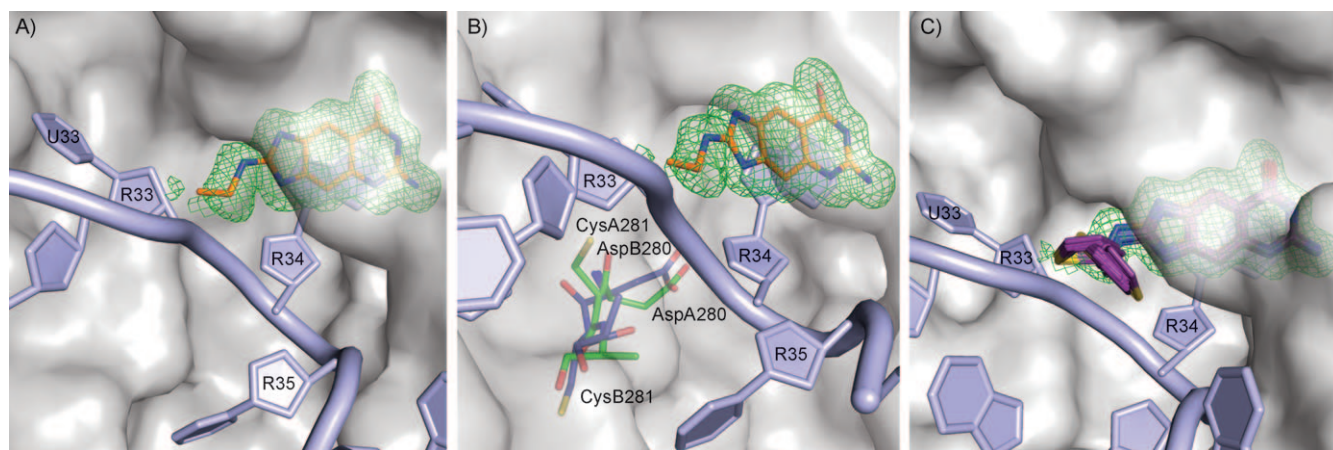 A)
U33
R33
R34
R35
B)
R33
CysA281
AspB280
R34
AspA280
R35
CysB281
C)
U33
R33
R34